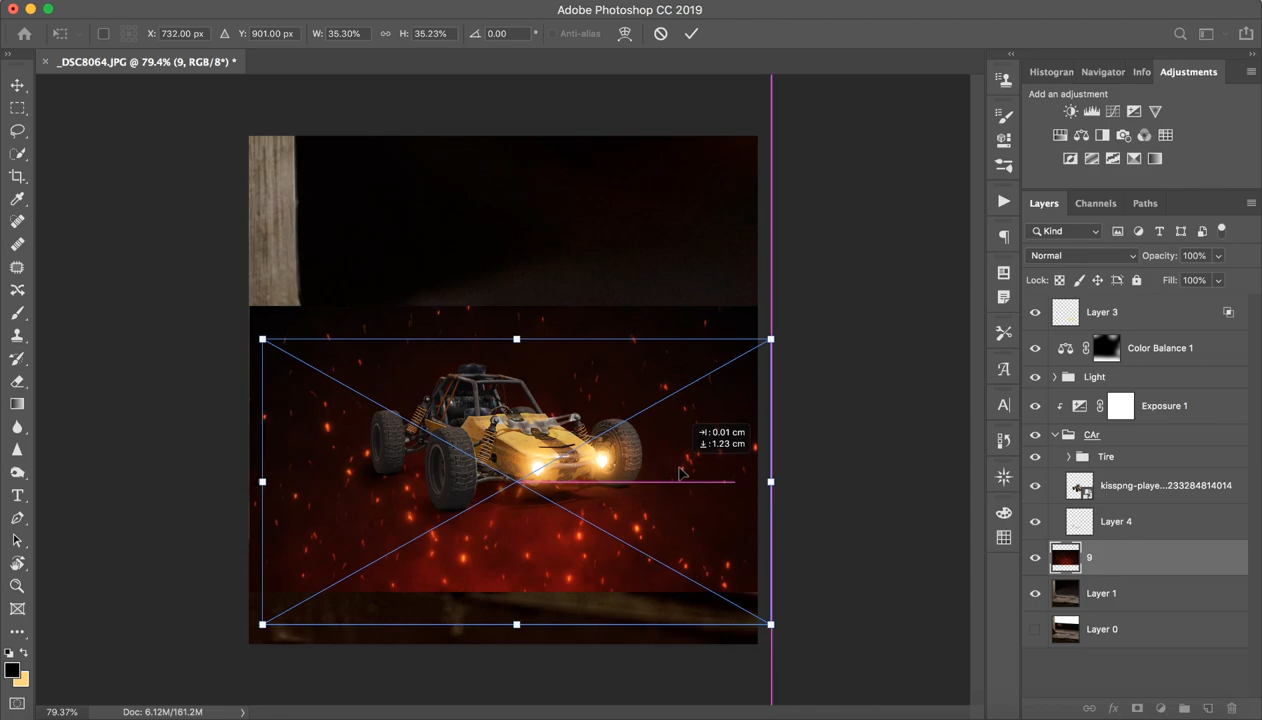 Adobe Photoshop CC 2019
X: 732.00 px Y: 901.00 px W: 35.30% H: 35.23% 0.00 ° Anti-alias
_DSC8064.JPG @ 79.4% (9, RGB/8*) *
Histogran Navigator Info Adjustments
Add an adjustment
Layers Channels Paths
Kind
Normal Opacity: 100%
Lock: Fill: 100%
Layer 3
Color Balance 1
Light
Exposure 1
CAr
Tire
kisspng-playe...233284814014
Layer 4
9
Layer 1
Layer 0
: 0.01 cm
: 1.23 cm
79.37% Doc: 6.12M/161.2M